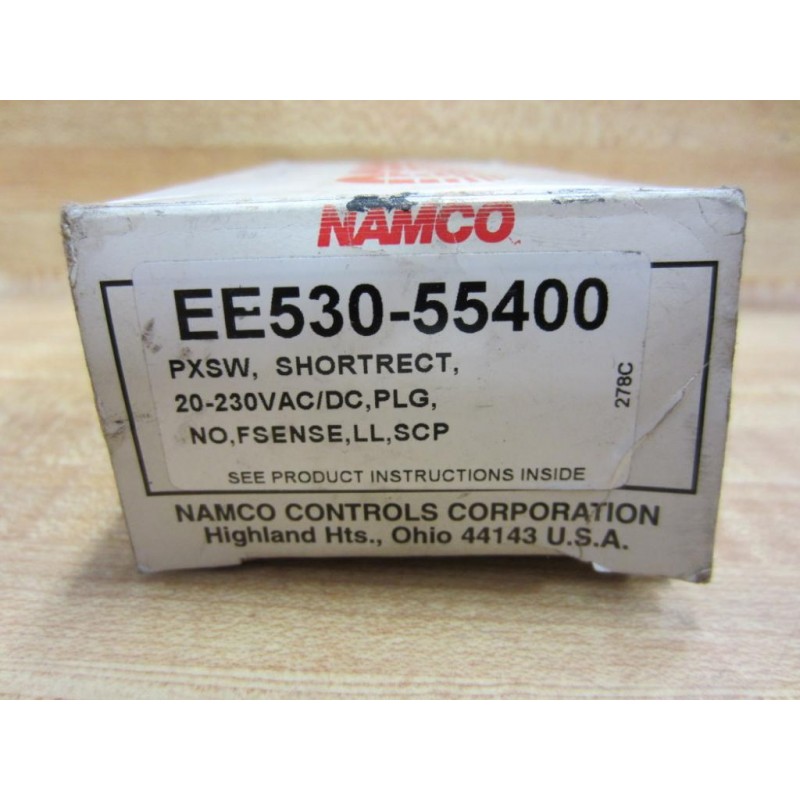 NAMCO
EE530-55400
PXSW, SHORTRECT,
20-230VAC/DC,PLG,
NO,FSENSE,LL,SCP
278C
SEE PRODUCT INSTRUCTIONS INSIDE
NAMCO CONTROLS CORPORATION
Highland Hts., Ohio 44143 U.S.A.